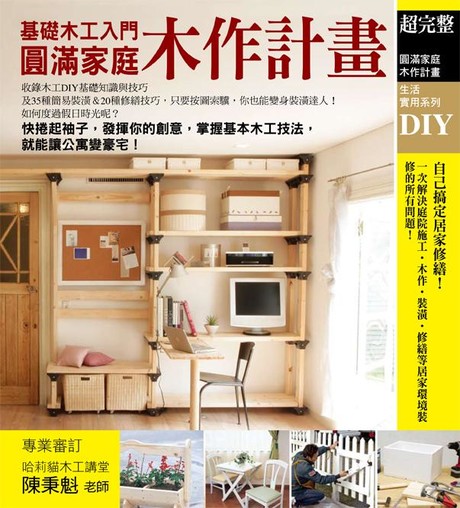 基礎木工入門
圓滿家庭
木作計畫
收錄木工DIY基礎知識與技巧
及35種簡易裝潢&20種修繕技巧，只要按圖索驥，你也能變身裝潢達人！
如何度過假日時光呢？
快捲起袖子，發揮你的創意，掌握基本木工技法，
就能讓公寓變豪宅！
超完整
圓滿家庭
木作計畫
生活
實用系列
DIY
自己搞定居家修繕！
一次解決庭院施工・木作・裝潢・修繕等居家環境裝
修的所有問題！
專業審訂
哈莉貓木工講堂
陳秉魁 老師